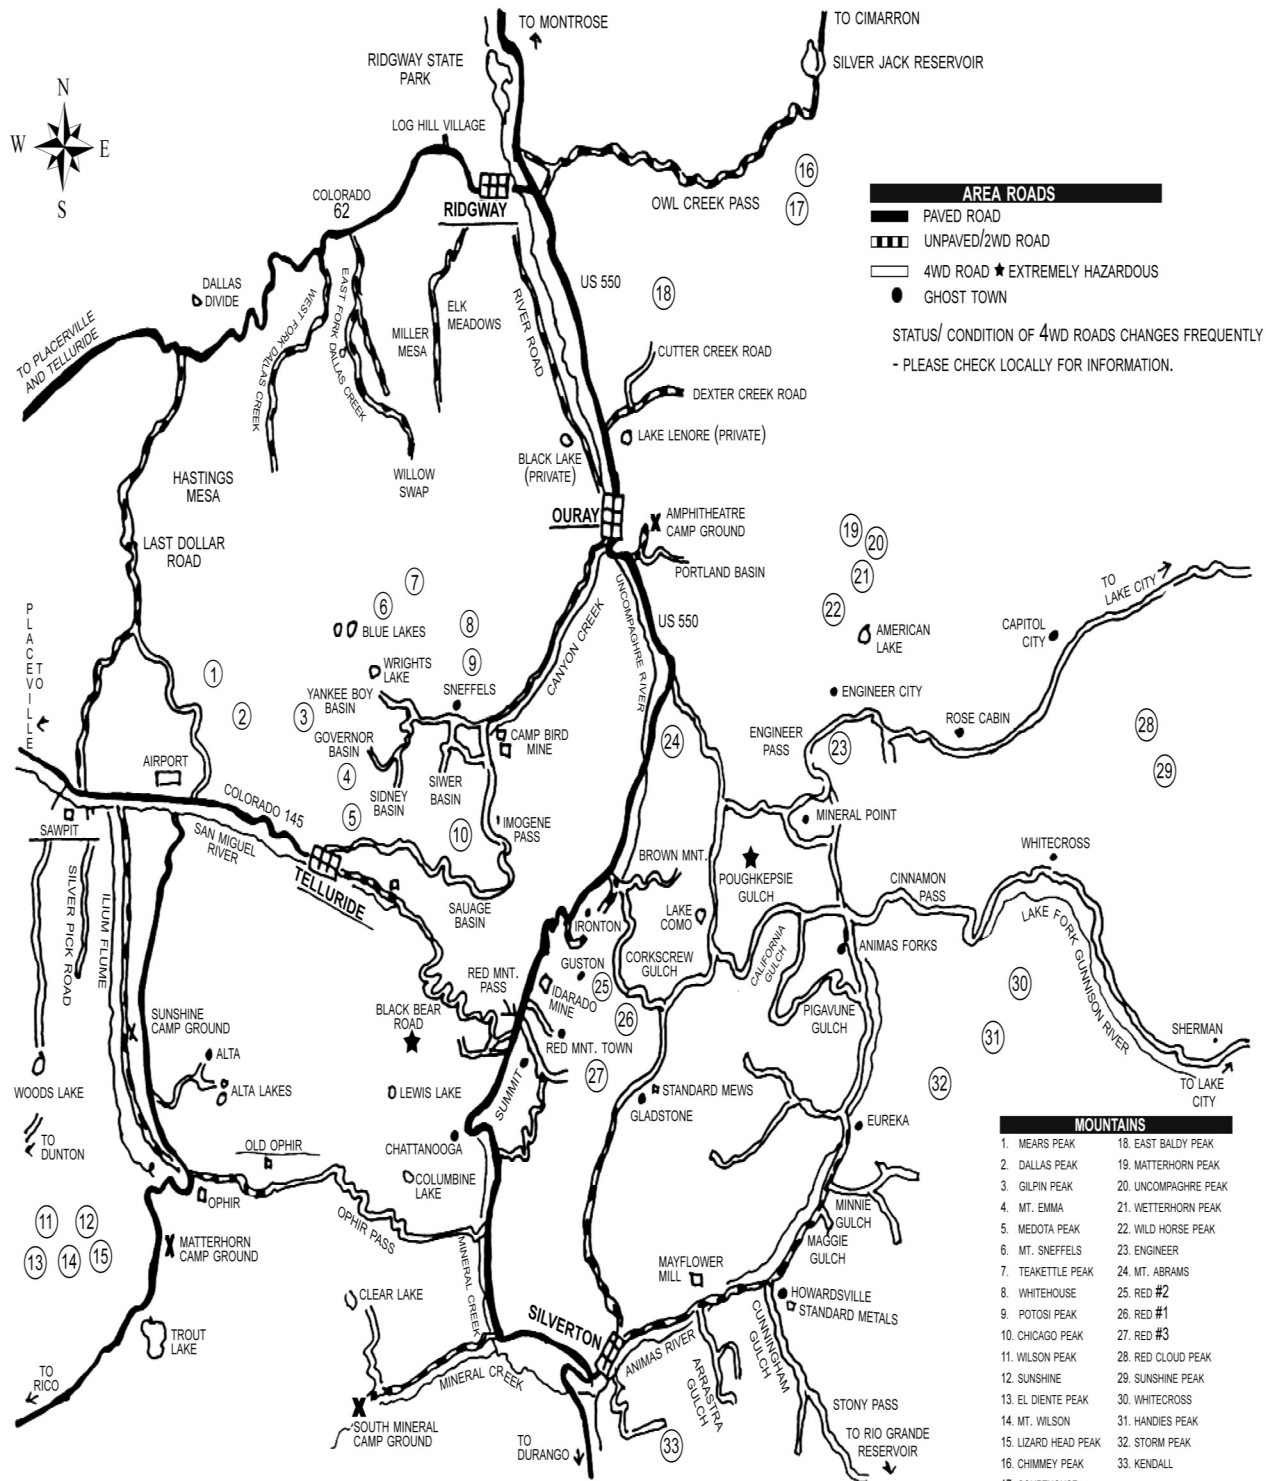 TO MONTROSE
TO CIMARRON
RIDGWAY STATE
PARK
SILVER JACK RESERVOIR
N
W E
S
LOG HILL VILLAGE
COLORADO
62
RIDGWAY
OWL CREEK PASS
16
17
AREA ROADS
PAVED ROAD
UNPAVED/2WD ROAD
4WD ROAD ★ EXTREMELY HAZARDOUS
GHOST TOWN
STATUS/ CONDITION OF 4WD ROADS CHANGES FREQUENTLY
- PLEASE CHECK LOCALLY FOR INFORMATION.
DALLAS
DIVIDE
US 550
18
TO PLACERVILLE
AND TELLURIDE
WEST FORK DALLAS CREEK
EAST FORK DALLAS CREEK
MILLER
MESA
ELK
MEADOWS
RIVER ROAD
CUTTER CREEK ROAD
DEXTER CREEK ROAD
LAKE LENORE (PRIVATE)
BLACK LAKE
(PRIVATE)
WILLOW
SWAP
HASTINGS
MESA
LAST DOLLAR
ROAD
OURAY
AMPHITHEATRE
CAMP GROUND
PORTLAND BASIN
19
20
21
22
AMERICAN
LAKE
TO
LAKE CITY
CAPITOL
CITY
7
6
BLUE LAKES
8
9
WRIGHTS
LAKE
YANKEE BOY
BASIN
SNEFFELS
CANYON CREEK
UNCOMPAGHRE RIVER
US 550
PLACEVILLE
TO
1
2
3
GOVERNOR
BASIN
4
SIDNEY
BASIN
SIWER
BASIN
CAMP BIRD
MINE
24
ENGINEER CITY
ENGINEER
PASS
23
ROSE CABIN
28
29
AIRPORT
COLORADO 145
5
10
IMOGENE
PASS
SAWPIT
SAN MIGUEL
RIVER
TELLURIDE
SAUAGE
BASIN
BROWN MNT.
MINERAL POINT
POUGHKEPSIE
GULCH
WHITECROSS
CINNAMON
PASS
LAKE FORK GUNNISON RIVER
SILVER PICK ROAD
ILIUM FLUME
LAKE
COMO
IRONTON
GUSTON
25
CORKSCREW
GULCH
CALIFORNIA
GULCH
ANIMAS FORKS
RED MNT.
PASS
IDARADO
MINE
26
PIGAVUNE
GULCH
30
31
SHERMAN
TO LAKE
CITY
SUNSHINE
CAMP GROUND
BLACK BEAR
ROAD
RED MNT. TOWN
27
ALTA
ALTA LAKES
WOODS LAKE
LEWIS LAKE
SUMMIT
STANDARD MEWS
GLADSTONE
32
EUREKA
TO
DUNTON
OLD OPHIR
CHATTANOOGA
COLUMBINE
LAKE
OPHIR
OPHIR PASS
MINNIE
GULCH
MAGGIE
GULCH
11
12
13
14
15
MATTERHORN
CAMP GROUND
MAYFLOWER
MILL
HOWARDSVILLE
STANDARD METALS
CLEAR LAKE
MINERAL CREEK
SILVERTON
TROUT
LAKE
MINERAL CREEK
ANIMAS RIVER
ARRASTRA
GULCH
CUNNINGHAM
GULCH
TO
RICO
SOUTH MINERAL
CAMP GROUND
STONY PASS
TO
DURANGO
33
TO RIO GRANDE
RESERVOIR
MOUNTAINS
1. MEARS PEAK
2. DALLAS PEAK
3. GILPIN PEAK
4. MT. EMMA
5. MEDOTA PEAK
6. MT. SNEFFELS
7. TEAKETTLE PEAK
8. WHITEHOUSE
9. POTOSI PEAK
10. CHICAGO PEAK
11. WILSON PEAK
12. SUNSHINE
13. EL DIENTE PEAK
14. MT. WILSON
15. LIZARD HEAD PEAK
16. CHIMMEY PEAK
18. EAST BALDY PEAK
19. MATTERHORN PEAK
20. UNCOMPAGHRE PEAK
21. WETTERHORN PEAK
22. WILD HORSE PEAK
23. ENGINEER
24. MT. ABRAMS
25. RED #2
26. RED #1
27. RED #3
28. RED CLOUD PEAK
29. SUNSHINE PEAK
30. WHITECROSS
31. HANDIES PEAK
32. STORM PEAK
33. KENDALL